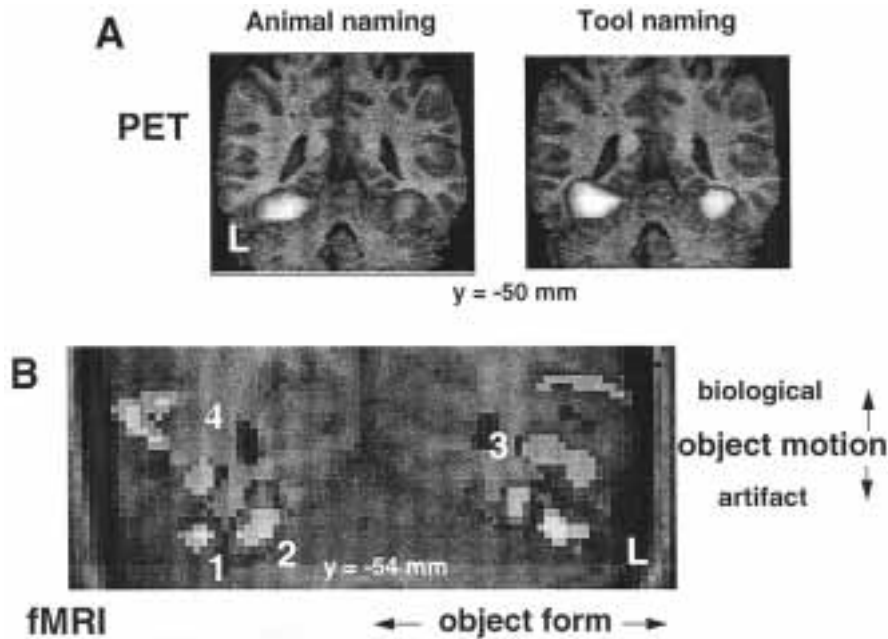 A
Animal naming
Tool naming
PET
L
y = -50 mm
B
4
3
1
2
y = -54 mm
L
biological
object motion
artifact
fMRI
object form